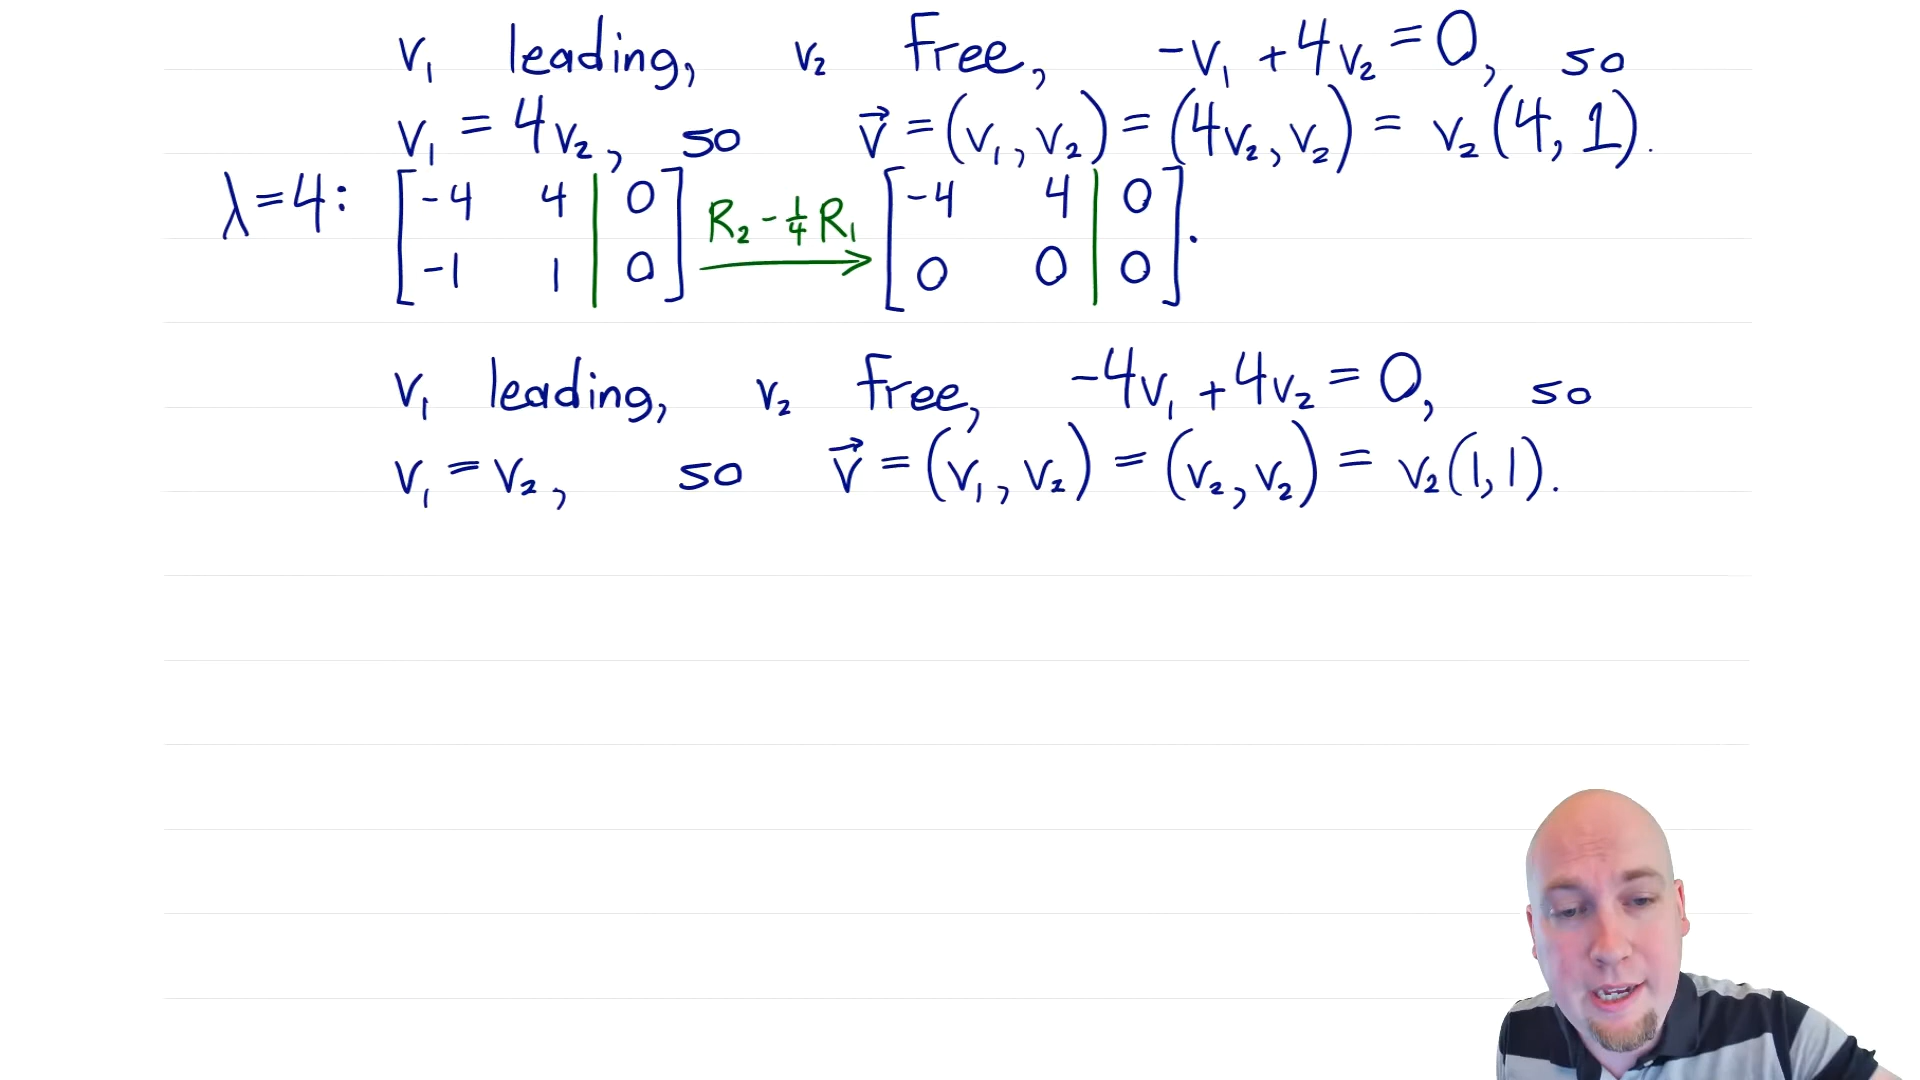 v₁ leading, v₂ free, -v₁ + 4v₂ = 0, so
v₁ = 4v₂, so v⃗ = (v₁, v₂) = (4v₂, v₂) = v₂(4, 1).
λ=4: [-4 4 | 0] R₂ - 1/4 R₁ [-4 4 | 0]
[-1 1 | 0] → [0 0 | 0].
v₁ leading, v₂ free, -4v₁ + 4v₂ = 0, so
v₁ = v₂, so v⃗ = (v₁, v₂) = (v₂, v₂) = v₂(1, 1).